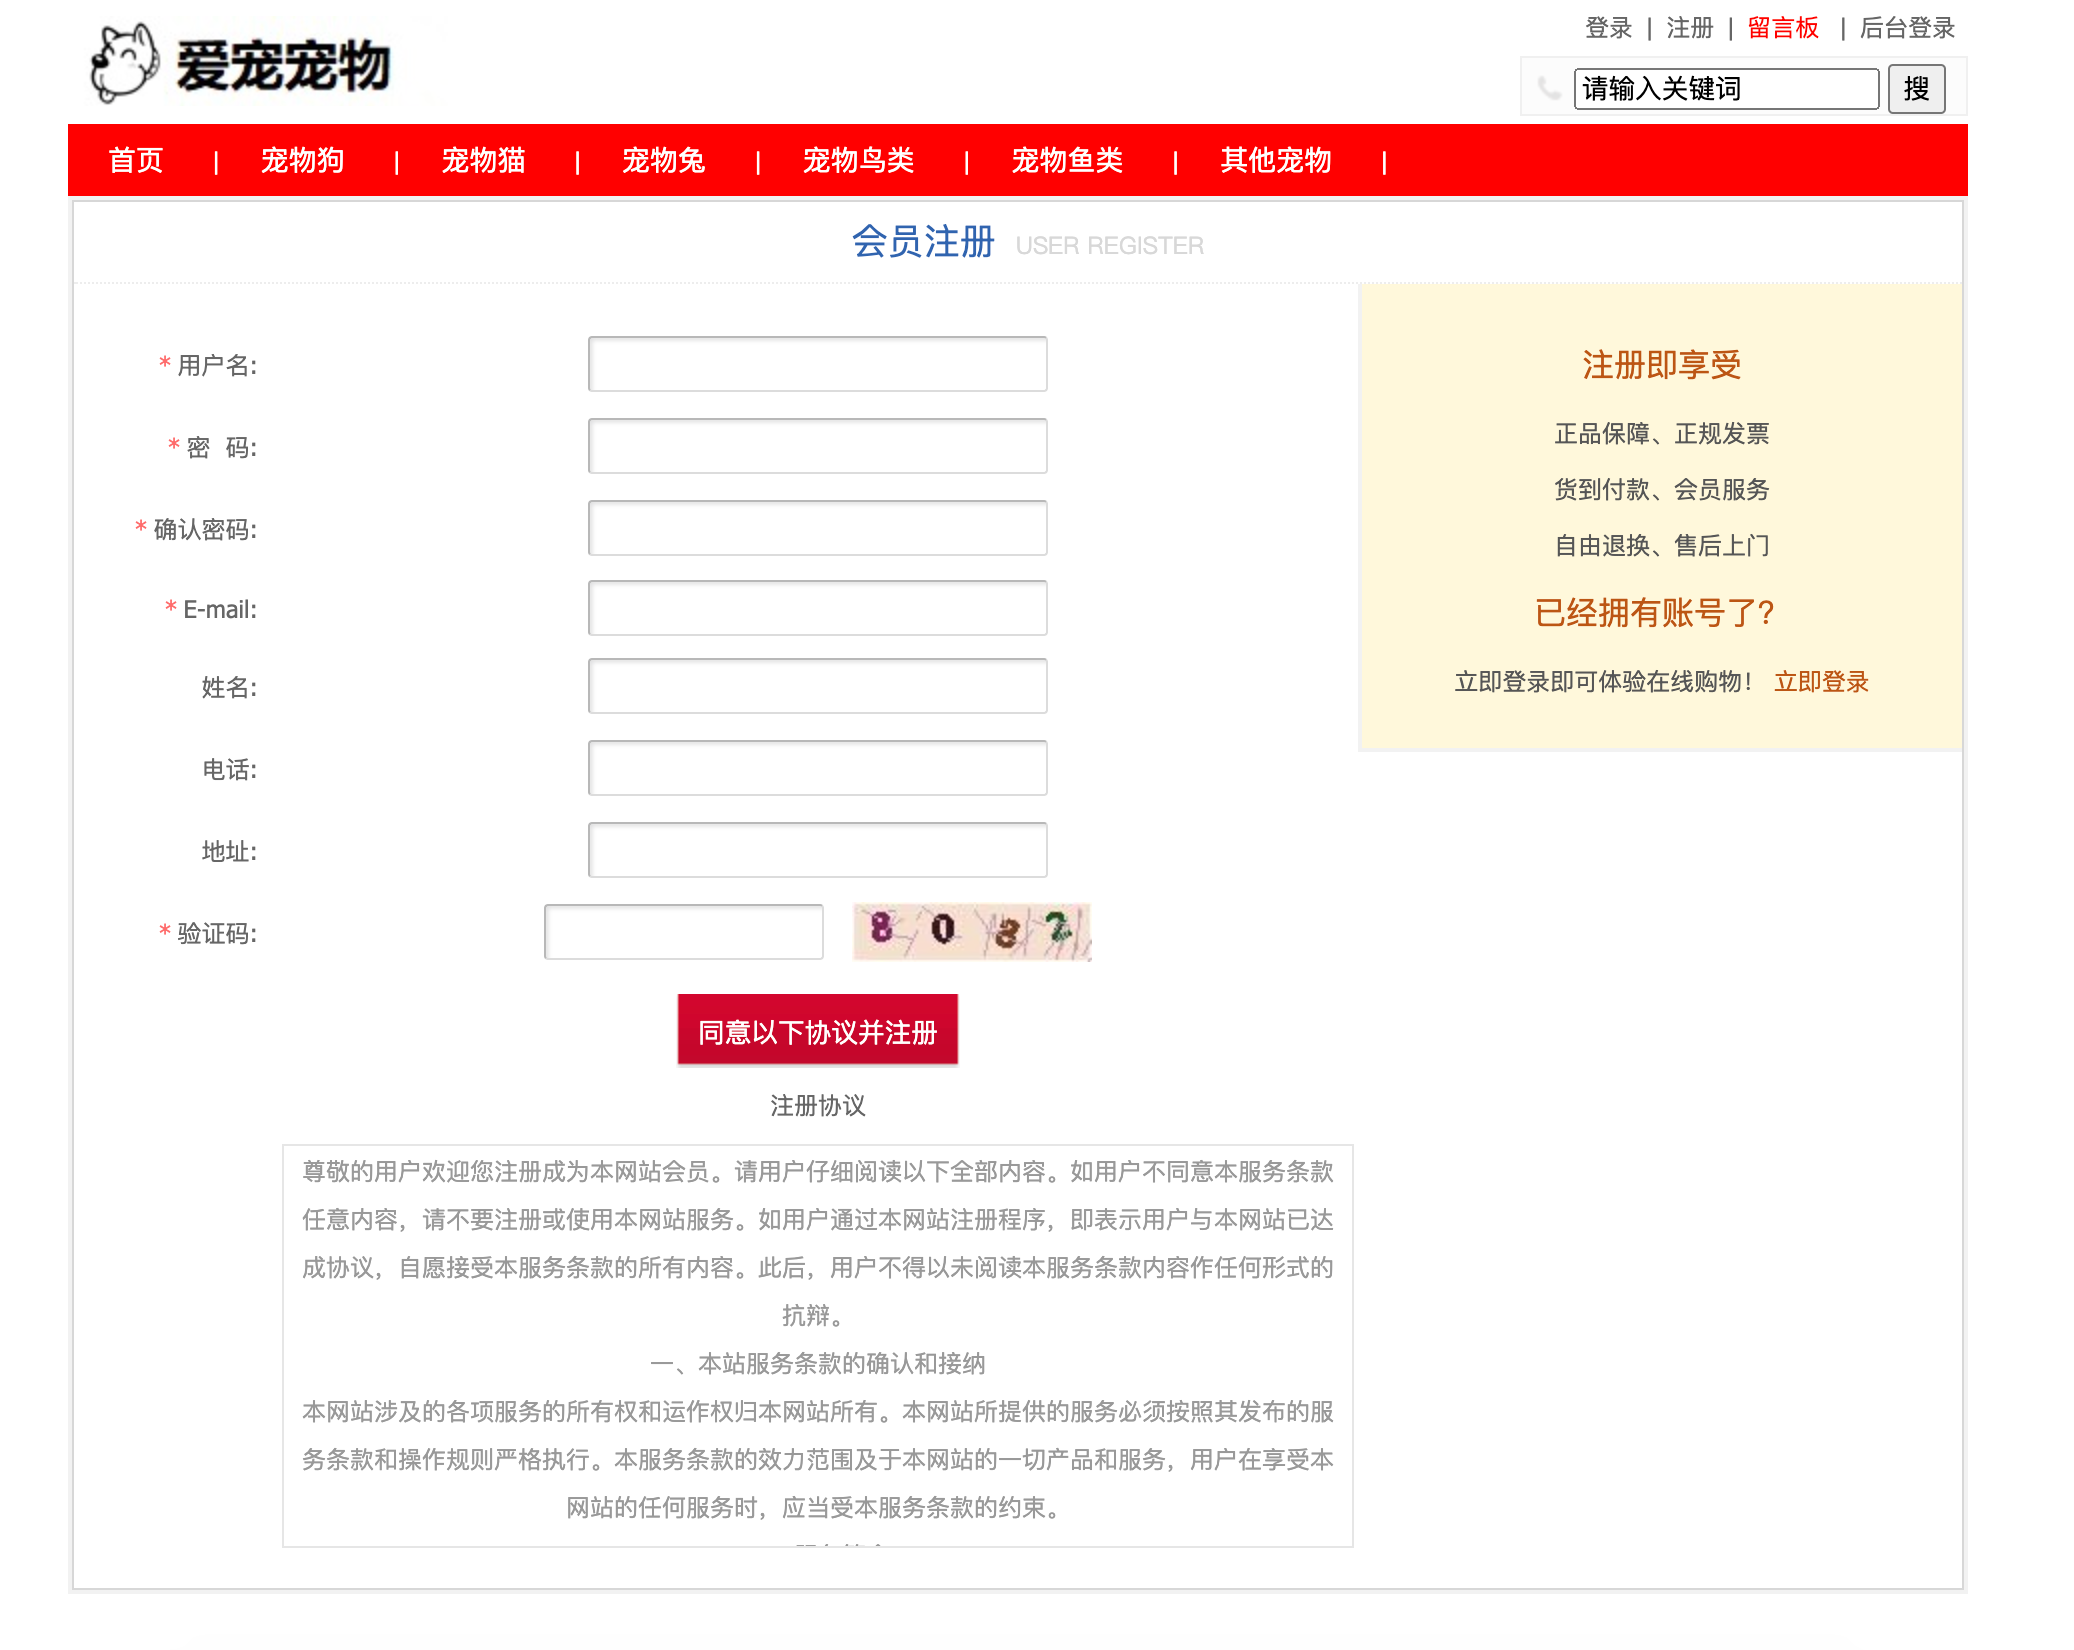 爱宠宠物
登录 | 注册 | 留言板 | 后台登录
请输入关键词 搜
首页 | 宠物狗 | 宠物猫 | 宠物兔 | 宠物鸟类 | 宠物鱼类 | 其他宠物 |
会员注册 USER REGISTER
* 用户名:
* 密 码:
* 确认密码:
* E-mail:
姓名:
电话:
地址:
* 验证码:
8 0 8 2
同意以下协议并注册
注册协议
尊敬的用户欢迎您注册成为本网站会员。请用户仔细阅读以下全部内容。如用户不同意本服务条款
任意内容，请不要注册或使用本网站服务。如用户通过本网站注册程序，即表示用户与本网站已达
成协议，自愿接受本服务条款的所有内容。此后，用户不得以未阅读本服务条款内容作任何形式的
抗辩。
一、本站服务条款的确认和接纳
本网站涉及的各项服务的所有权和运作权归本网站所有。本网站所提供的服务必须按照其发布的服
务条款和操作规则严格执行。本服务条款的效力范围及于本网站的一切产品和服务，用户在享受本
网站的任何服务时，应当受本服务条款的约束。
注册即享受
正品保障、正规发票
货到付款、会员服务
自由退换、售后上门
已经拥有账号了？
立即登录即可体验在线购物！ 立即登录